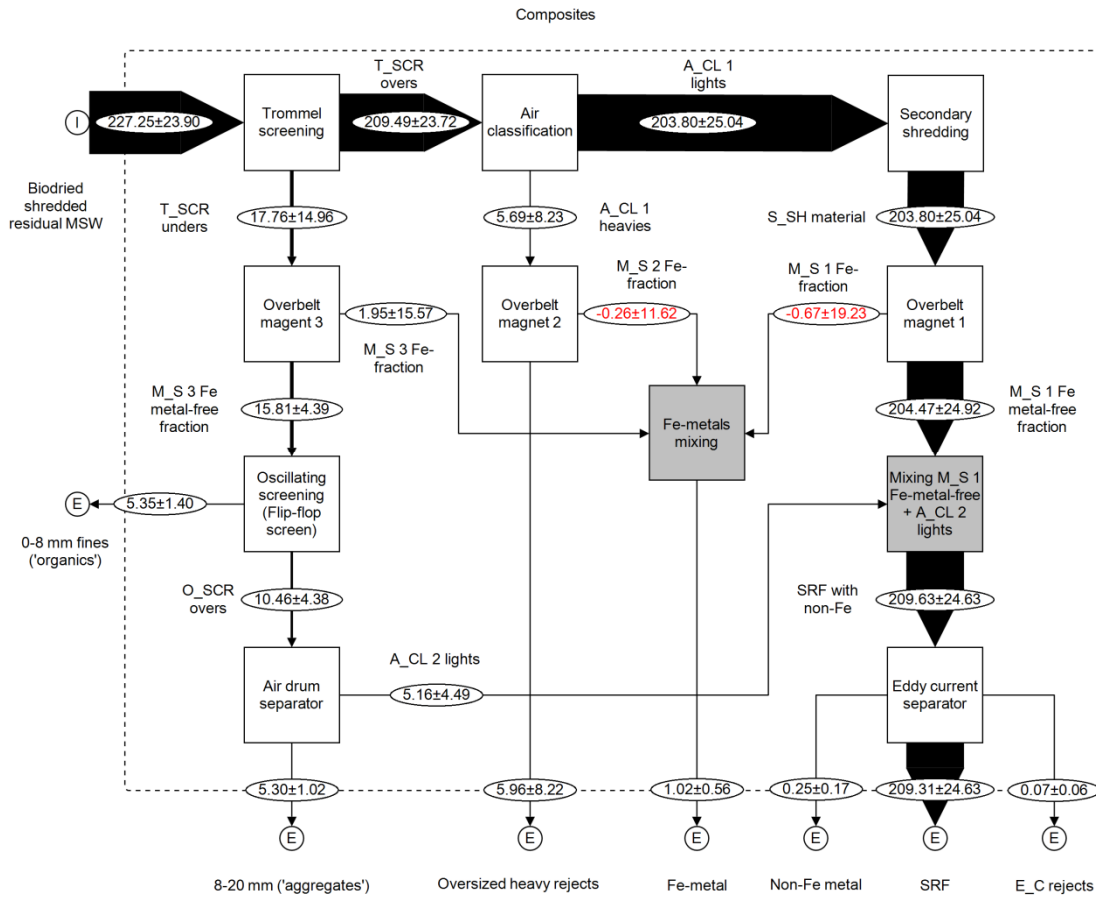 Composites
T_SCR
overs
A_CL 1
lights
I
227.25±23.90
Trommel
screening
209.49±23.72
Air
classification
203.80±25.04
Secondary
shredding
Biodried
shredded
residual MSW
T_SCR
unders
17.76±14.96
5.69±8.23
A_CL 1
heavies
S_SH material
203.80±25.04
M_S 2 Fe-
fraction
M_S 1 Fe-
fraction
Overbelt
magent 3
1.95±15.57
Overbelt
magnet 2
-0.26±11.62
-0.67±19.23
Overbelt
magnet 1
M_S 3 Fe-
fraction
M_S 3 Fe
metal-free
fraction
15.81±4.39
Fe-metals
mixing
204.47±24.92
M_S 1 Fe
metal-free
fraction
E
5.35±1.40
Oscillating
screening
(Flip-flop
screen)
Mixing M_S 1
Fe-metal-free
+ A_CL 2
lights
0-8 mm fines
('organics')
O_SCR
overs
10.46±4.38
SRF with
non-Fe
209.63±24.63
A_CL 2 lights
Air drum
separator
5.16±4.49
Eddy current
separator
5.30±1.02
5.96±8.22
1.02±0.56
0.25±0.17
209.31±24.63
0.07±0.06
E
E
E
E
E
E
8-20 mm ('aggregates')
Oversized heavy rejects
Fe-metal
Non-Fe metal
SRF
E_C rejects